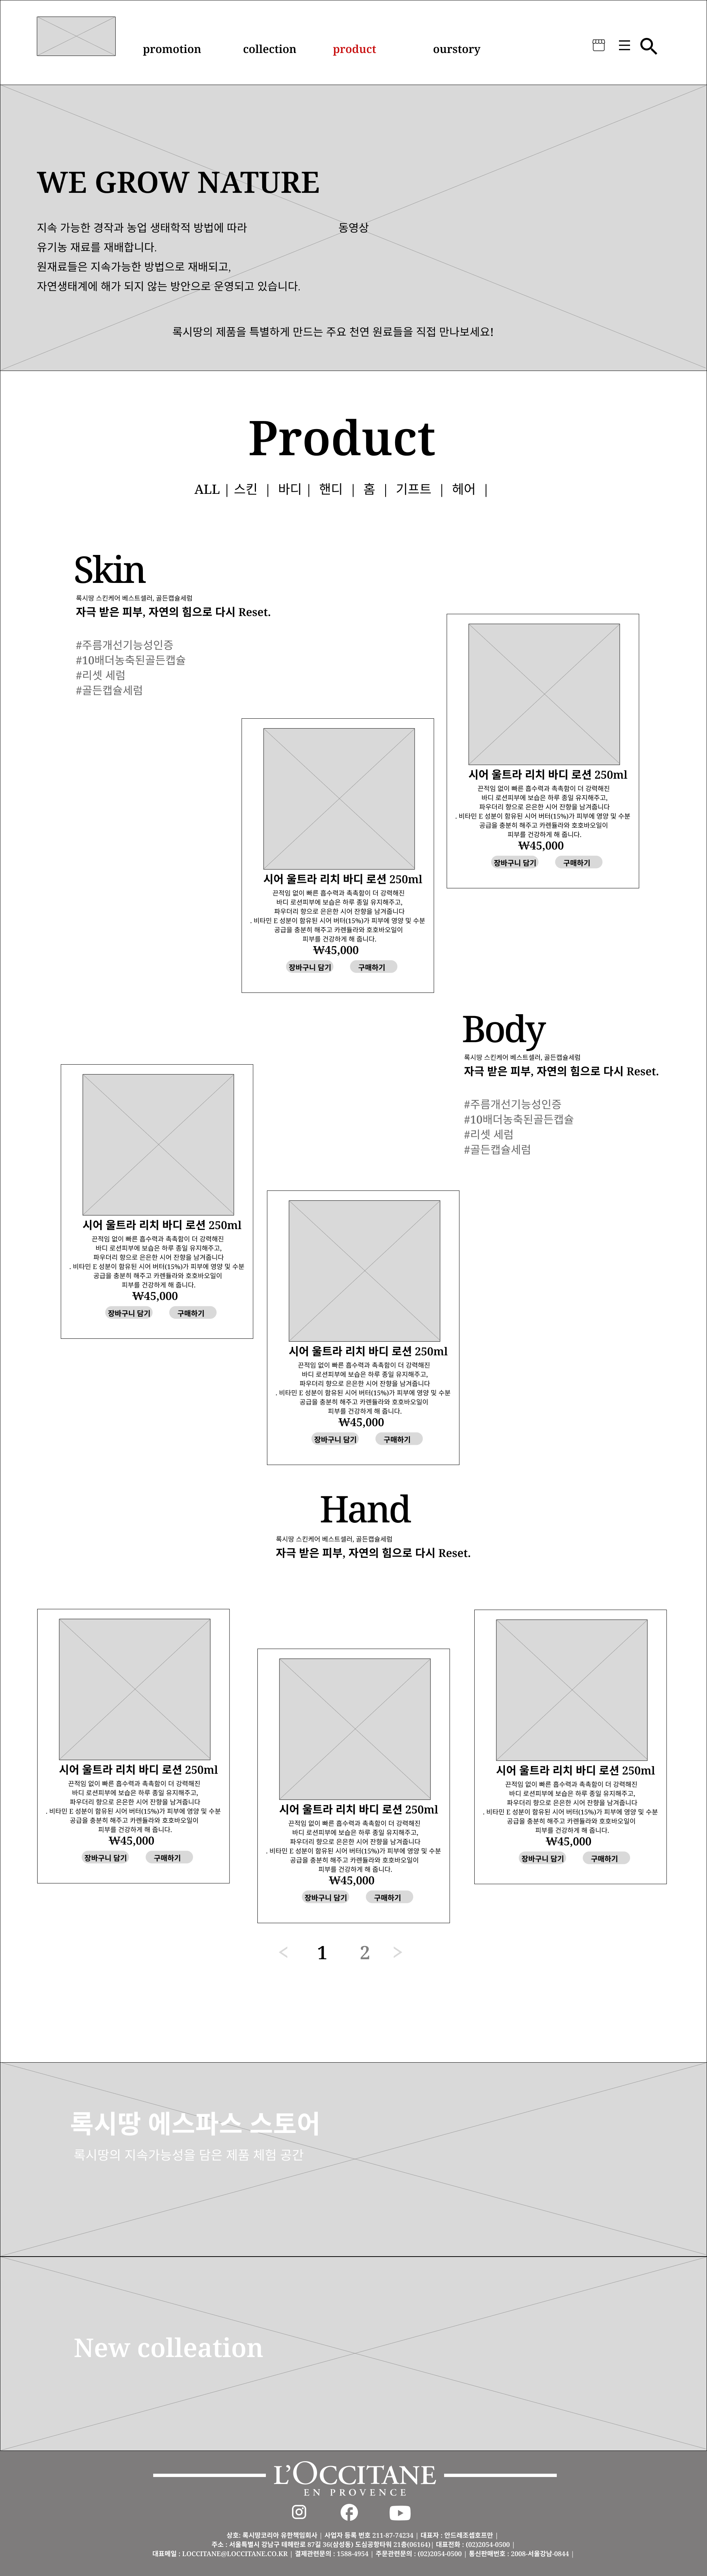 promotion collection product ourstory
WE GROW NATURE
지속 가능한 경작과 농업 생태학적 방법에 따라
동영상
유기농 재료를 재배합니다.
원재료들은 지속가능한 방법으로 재배되고,
자연생태계에 해가 되지 않는 방안으로 운영되고 있습니다.
록시땅의 제품을 특별하게 만드는 주요 천연 원료들을 직접 만나보세요!
Product
ALL | 스킨 | 바디 | 핸디 | 홈 | 기프트 | 헤어 |
Skin
록시땅 스킨케어 베스트셀러, 골든캡슐세럼
자극 받은 피부, 자연의 힘으로 다시 Reset.
#주름개선기능성인증
#10배더농축된골든캡슐
#리셋 세럼
#골든캡슐세럼
시어 울트라 리치 바디 로션 250ml
끈적임 없이 빠른 흡수력과 촉촉함이 더 강력해진
바디 로션피부에 보습은 하루 종일 유지해주고,
파우더리 향으로 은은한 시어 잔향을 남겨줍니다
. 비타민 E 성분이 함유된 시어 버터(15%)가 피부에 영양 및 수분
공급을 충분히 해주고 카렌듈라와 호호바오일이
피부를 건강하게 해 줍니다.
₩45,000
장바구니 담기 구매하기
시어 울트라 리치 바디 로션 250ml
끈적임 없이 빠른 흡수력과 촉촉함이 더 강력해진
바디 로션피부에 보습은 하루 종일 유지해주고,
파우더리 향으로 은은한 시어 잔향을 남겨줍니다
. 비타민 E 성분이 함유된 시어 버터(15%)가 피부에 영양 및 수분
공급을 충분히 해주고 카렌듈라와 호호바오일이
피부를 건강하게 해 줍니다.
₩45,000
장바구니 담기 구매하기
Body
록시땅 스킨케어 베스트셀러, 골든캡슐세럼
자극 받은 피부, 자연의 힘으로 다시 Reset.
#주름개선기능성인증
#10배더농축된골든캡슐
#리셋 세럼
#골든캡슐세럼
시어 울트라 리치 바디 로션 250ml
끈적임 없이 빠른 흡수력과 촉촉함이 더 강력해진
바디 로션피부에 보습은 하루 종일 유지해주고,
파우더리 향으로 은은한 시어 잔향을 남겨줍니다
. 비타민 E 성분이 함유된 시어 버터(15%)가 피부에 영양 및 수분
공급을 충분히 해주고 카렌듈라와 호호바오일이
피부를 건강하게 해 줍니다.
₩45,000
장바구니 담기 구매하기
시어 울트라 리치 바디 로션 250ml
끈적임 없이 빠른 흡수력과 촉촉함이 더 강력해진
바디 로션피부에 보습은 하루 종일 유지해주고,
파우더리 향으로 은은한 시어 잔향을 남겨줍니다
. 비타민 E 성분이 함유된 시어 버터(15%)가 피부에 영양 및 수분
공급을 충분히 해주고 카렌듈라와 호호바오일이
피부를 건강하게 해 줍니다.
₩45,000
장바구니 담기 구매하기
Hand
록시땅 스킨케어 베스트셀러, 골든캡슐세럼
자극 받은 피부, 자연의 힘으로 다시 Reset.
시어 울트라 리치 바디 로션 250ml
끈적임 없이 빠른 흡수력과 촉촉함이 더 강력해진
바디 로션피부에 보습은 하루 종일 유지해주고,
파우더리 향으로 은은한 시어 잔향을 남겨줍니다
. 비타민 E 성분이 함유된 시어 버터(15%)가 피부에 영양 및 수분
공급을 충분히 해주고 카렌듈라와 호호바오일이
피부를 건강하게 해 줍니다.
₩45,000
장바구니 담기 구매하기
시어 울트라 리치 바디 로션 250ml
끈적임 없이 빠른 흡수력과 촉촉함이 더 강력해진
바디 로션피부에 보습은 하루 종일 유지해주고,
파우더리 향으로 은은한 시어 잔향을 남겨줍니다
. 비타민 E 성분이 함유된 시어 버터(15%)가 피부에 영양 및 수분
공급을 충분히 해주고 카렌듈라와 호호바오일이
피부를 건강하게 해 줍니다.
₩45,000
장바구니 담기 구매하기
시어 울트라 리치 바디 로션 250ml
끈적임 없이 빠른 흡수력과 촉촉함이 더 강력해진
바디 로션피부에 보습은 하루 종일 유지해주고,
파우더리 향으로 은은한 시어 잔향을 남겨줍니다
. 비타민 E 성분이 함유된 시어 버터(15%)가 피부에 영양 및 수분
공급을 충분히 해주고 카렌듈라와 호호바오일이
피부를 건강하게 해 줍니다.
₩45,000
장바구니 담기 구매하기
< 1 2 >
록시땅 에스파스 스토어
록시땅의 지속가능성을 담은 제품 체험 공간
New colleation
L'OCCITANE
EN PROVENCE
상호: 록시땅코리아 유한책임회사 | 사업자 등록 번호 211-87-74234 | 대표자 : 안드레조셉호프만 |
주소 : 서울특별시 강남구 테헤란로 87길 36(삼성동) 도심공항타워 21층(06164)| 대표전화 : (02)2054-0500 |
대표메일 : LOCCITANE@LOCCITANE.CO.KR | 결제관련문의 : 1588-4954 | 주문관련문의 : (02)2054-0500 | 통신판매번호 : 2008-서울강남-0844 |